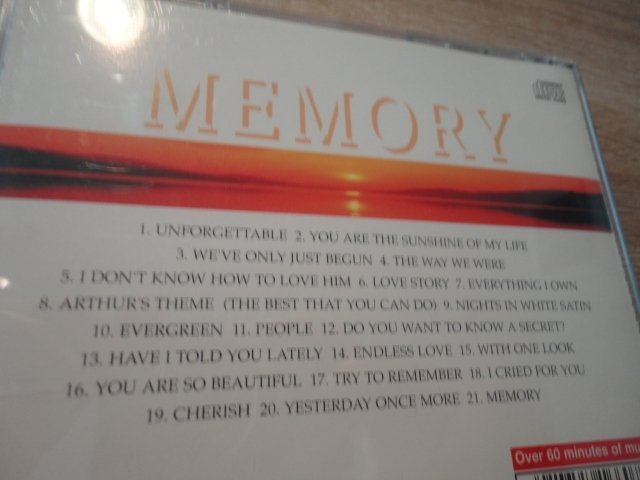 MEMORY
1. UNFORGETTABLE 2. YOU ARE THE SUNSHINE OF MY LIFE
3. WE'VE ONLY JUST BEGUN 4. THE WAY WE WERE
5. I DON'T KNOW HOW TO LOVE HIM 6. LOVE STORY 7. EVERYTHING I OWN
8. ARTHUR'S THEME (THE BEST THAT YOU CAN DO) 9. NIGHTS IN WHITE SATIN
10. EVERGREEN 11. PEOPLE 12. DO YOU WANT TO KNOW A SECRET?
13. HAVE I TOLD YOU LATELY 14. ENDLESS LOVE 15. WITH ONE LOOK
16. YOU ARE SO BEAUTIFUL 17. TRY TO REMEMBER 18. I CRIED FOR YOU
19. CHERISH 20. YESTERDAY ONCE MORE 21. MEMORY
Over 60 minutes of mu